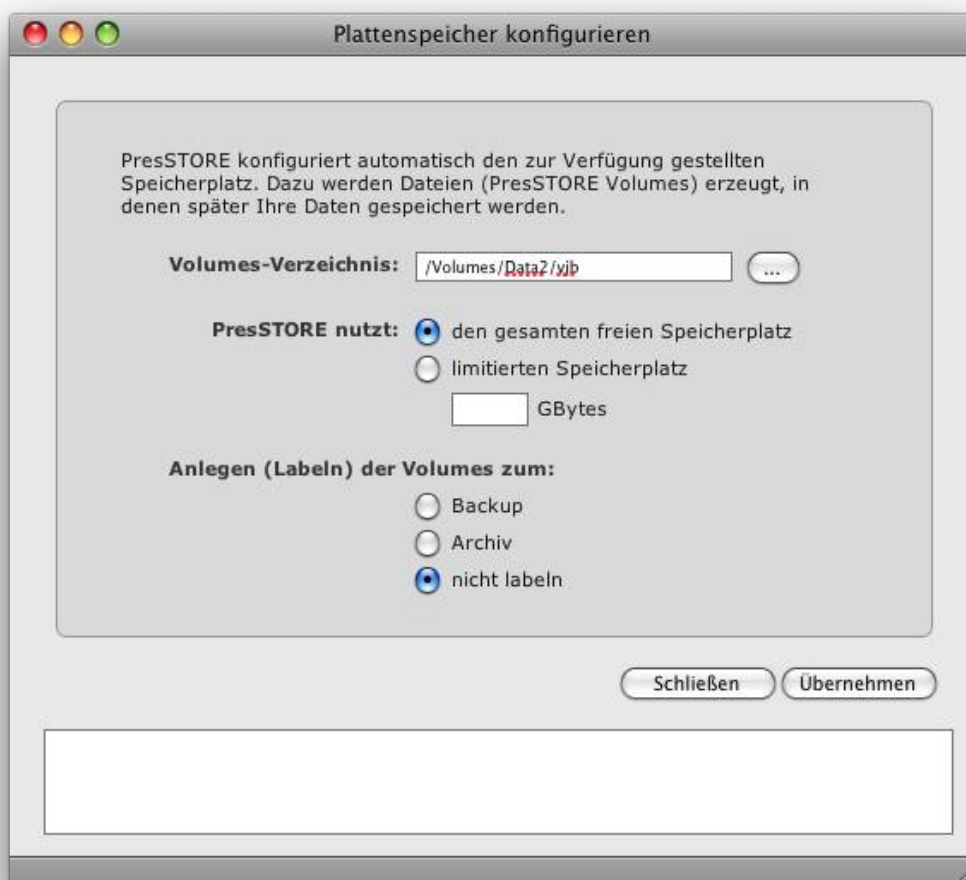 Plattenspeicher konfigurieren
PresSTORE konfiguriert automatisch den zur Verfügung gestellten
Speicherplatz. Dazu werden Dateien (PresSTORE Volumes) erzeugt, in
denen später Ihre Daten gespeichert werden.
Volumes-Verzeichnis: /Volumes/Data2/vjb ...
PresSTORE nutzt: den gesamten freien Speicherplatz
limitierten Speicherplatz
GBytes
Anlegen (Labeln) der Volumes zum:
Backup
Archiv
nicht labeln
Schließen Übernehmen